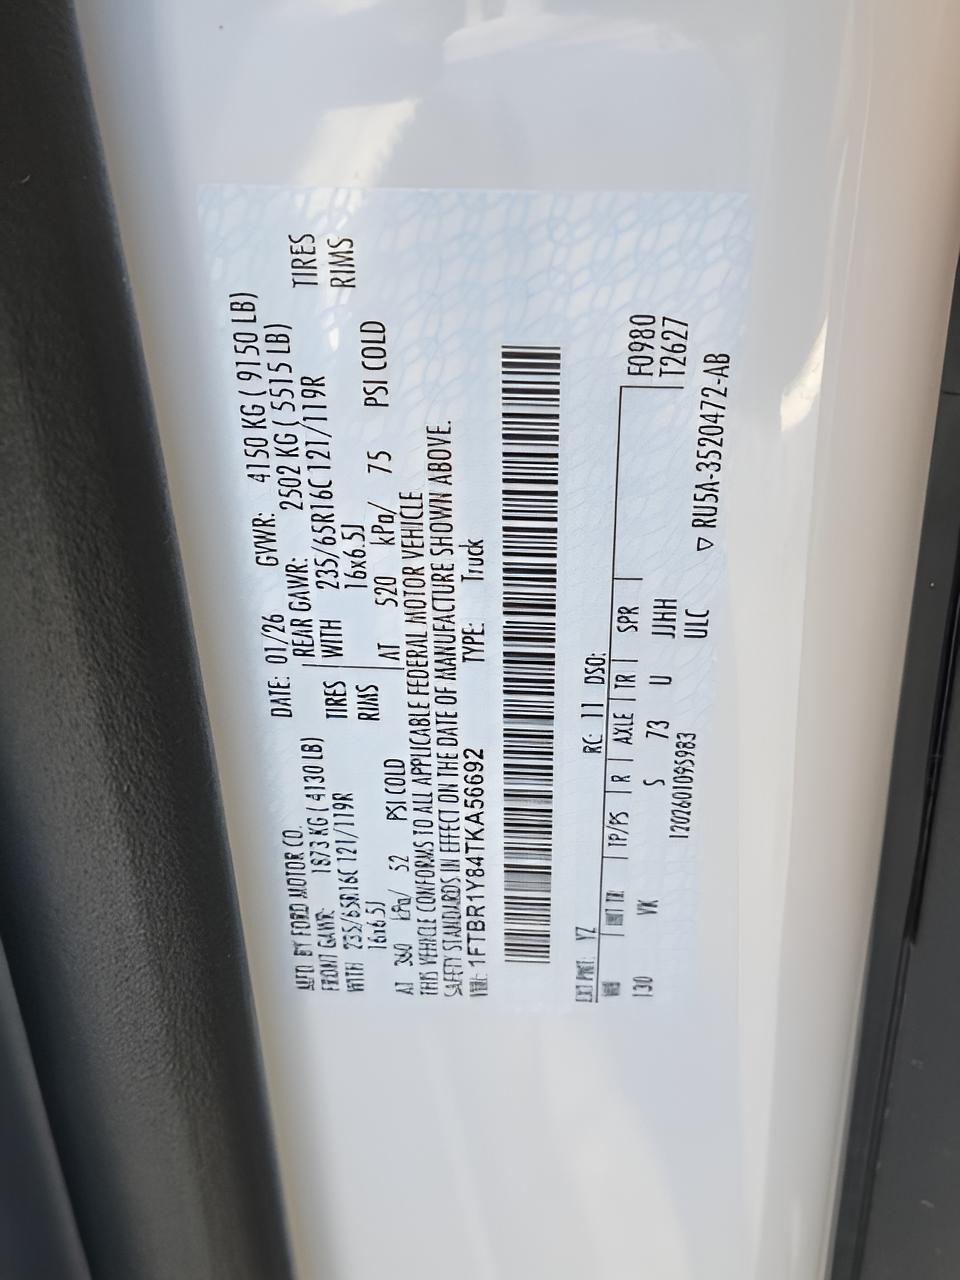 MFD. BY FORD MOTOR CO. DATE: 01/26 GVWR: 4150 KG ( 9150 LB)
FRONT GAWR: 1873 KG ( 4130 LB) REAR GAWR: 2502 KG ( 5515 LB)
WITH 235/65R16C 121/119R TIRES WITH 235/65R16C 121/119R TIRES
16x6.5J RIMS 16x6.5J RIMS
AT 360 kPa/ 52 PSI COLD AT 520 kPa/ 75 PSI COLD
THIS VEHICLE CONFORMS TO ALL APPLICABLE FEDERAL MOTOR VEHICLE
SAFETY STANDARDS IN EFFECT ON THE DATE OF MANUFACTURE SHOWN ABOVE.
VIN: 1FTBR1Y84TKA56692 TYPE: Truck
EXT PNT: YZ RC: 11 DSO:
WB INT TR TP/PS R AXLE TR SPR F0980
130 VK S 73 U JJHH T2627
1202601095983 ULC
▽ RU5A-3520472-AB